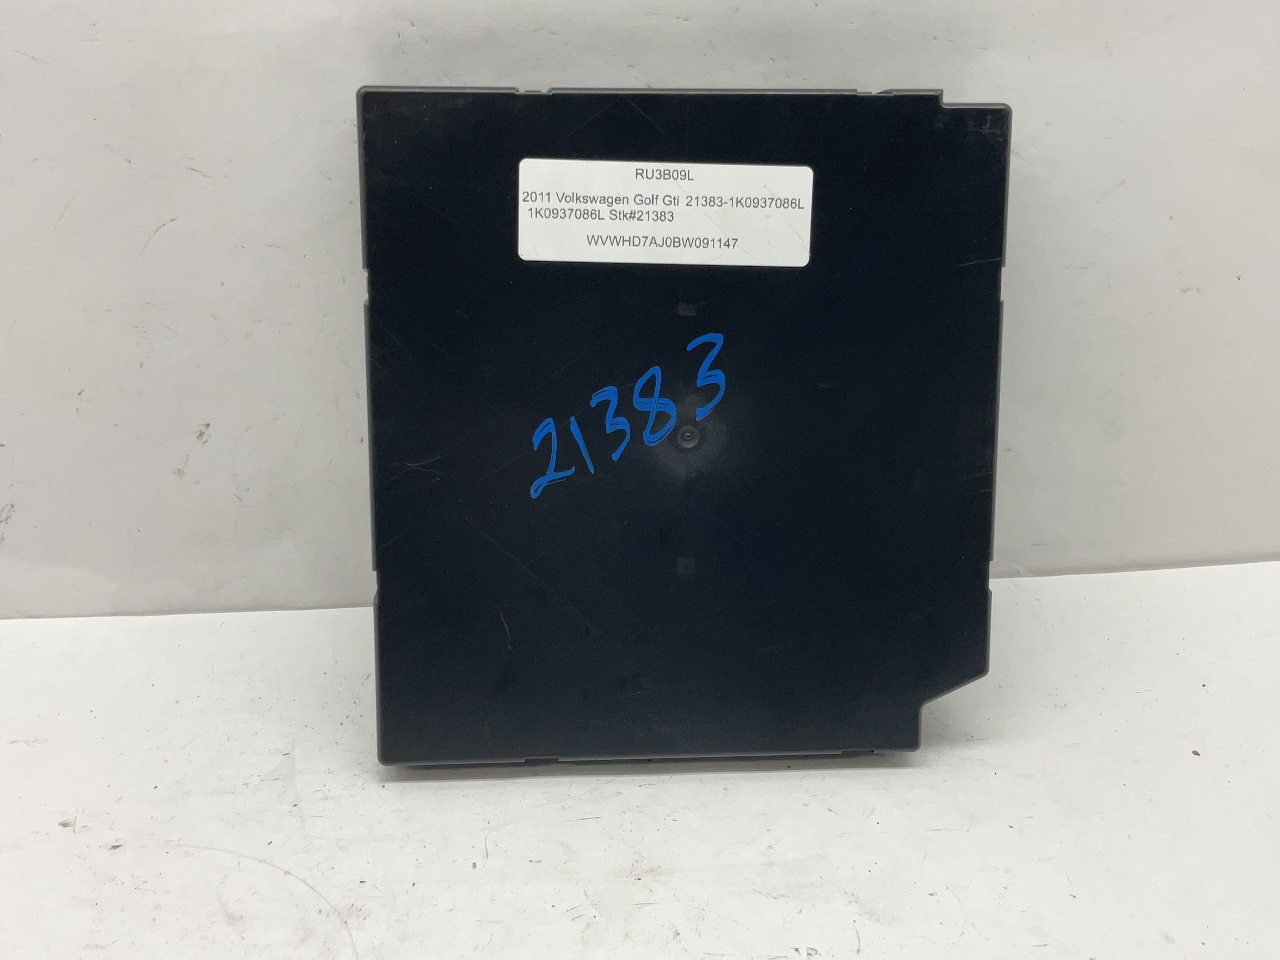 RU3B09L
2011 Volkswagen Golf Gti 21383-1K0937086L
1K0937086L Stk#21383
WVWHD7AJ0BW091147
21383